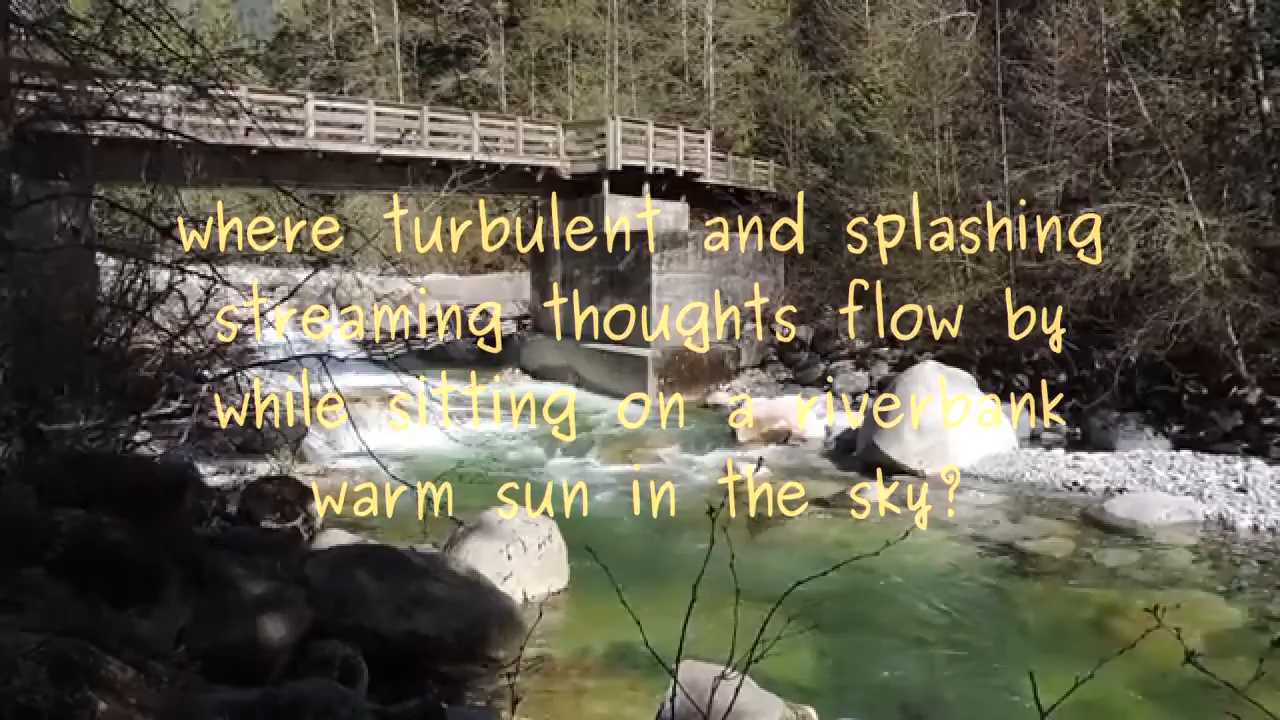 where turbulent and splashing
streaming thoughts flow by
while sitting on a riverbank
warm sun in the sky?